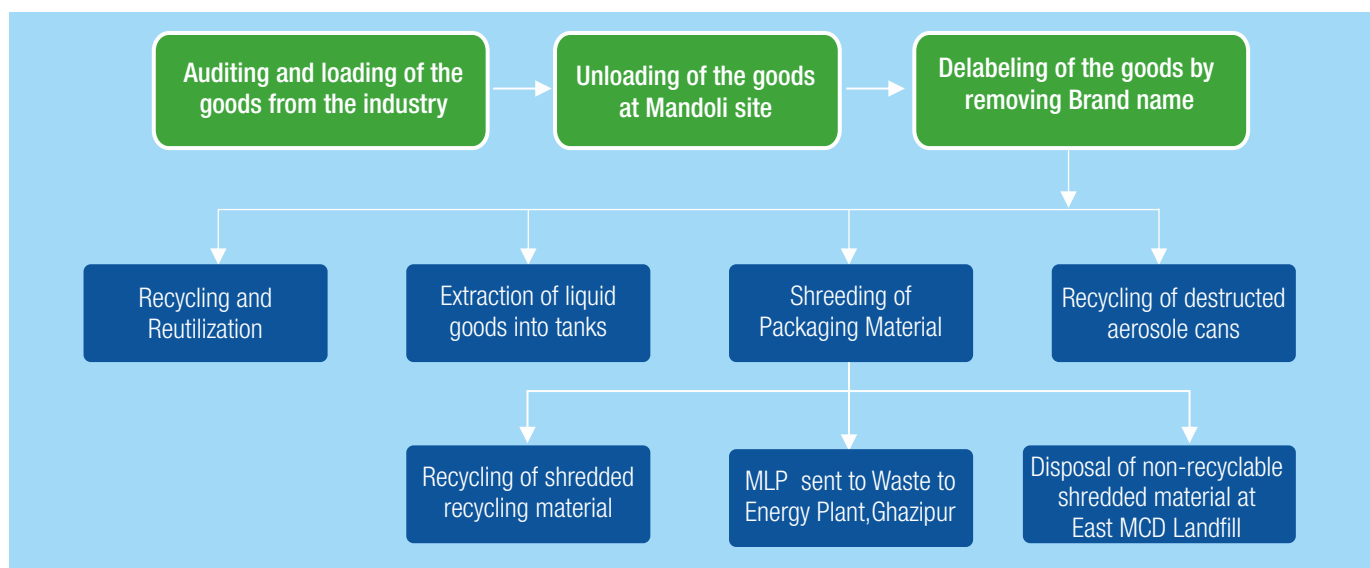 Auditing and loading of the
goods from the industry
Unloading of the goods
at Mandoli site
Delabeling of the goods by
removing Brand name
Recycling and
Reutilization
Extraction of liquid
goods into tanks
Shreeding of
Packaging Material
Recycling of destructed
aerosole cans
Recycling of shredded
recycling material
MLP sent to Waste to
Energy Plant,Ghazipur
Disposal of non-recyclable
shredded material at
East MCD Landfill